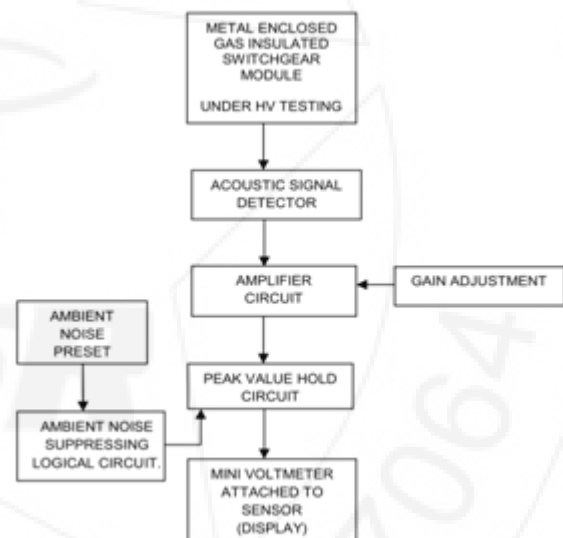 METAL ENCLOSED
GAS INSULATED
SWITCHGEAR
MODULE
UNDER HV TESTING
ACOUSTIC SIGNAL
DETECTOR
AMPLIFIER
CIRCUIT
GAIN ADJUSTMENT
AMBIENT
NOISE
PRESET
PEAK VALUE HOLD
CIRCUIT
AMBIENT NOISE
SUPPRESSING
LOGICAL CIRCUIT.
MINI VOLTMETER
ATTACHED TO
SENSOR
(DISPLAY)
7064